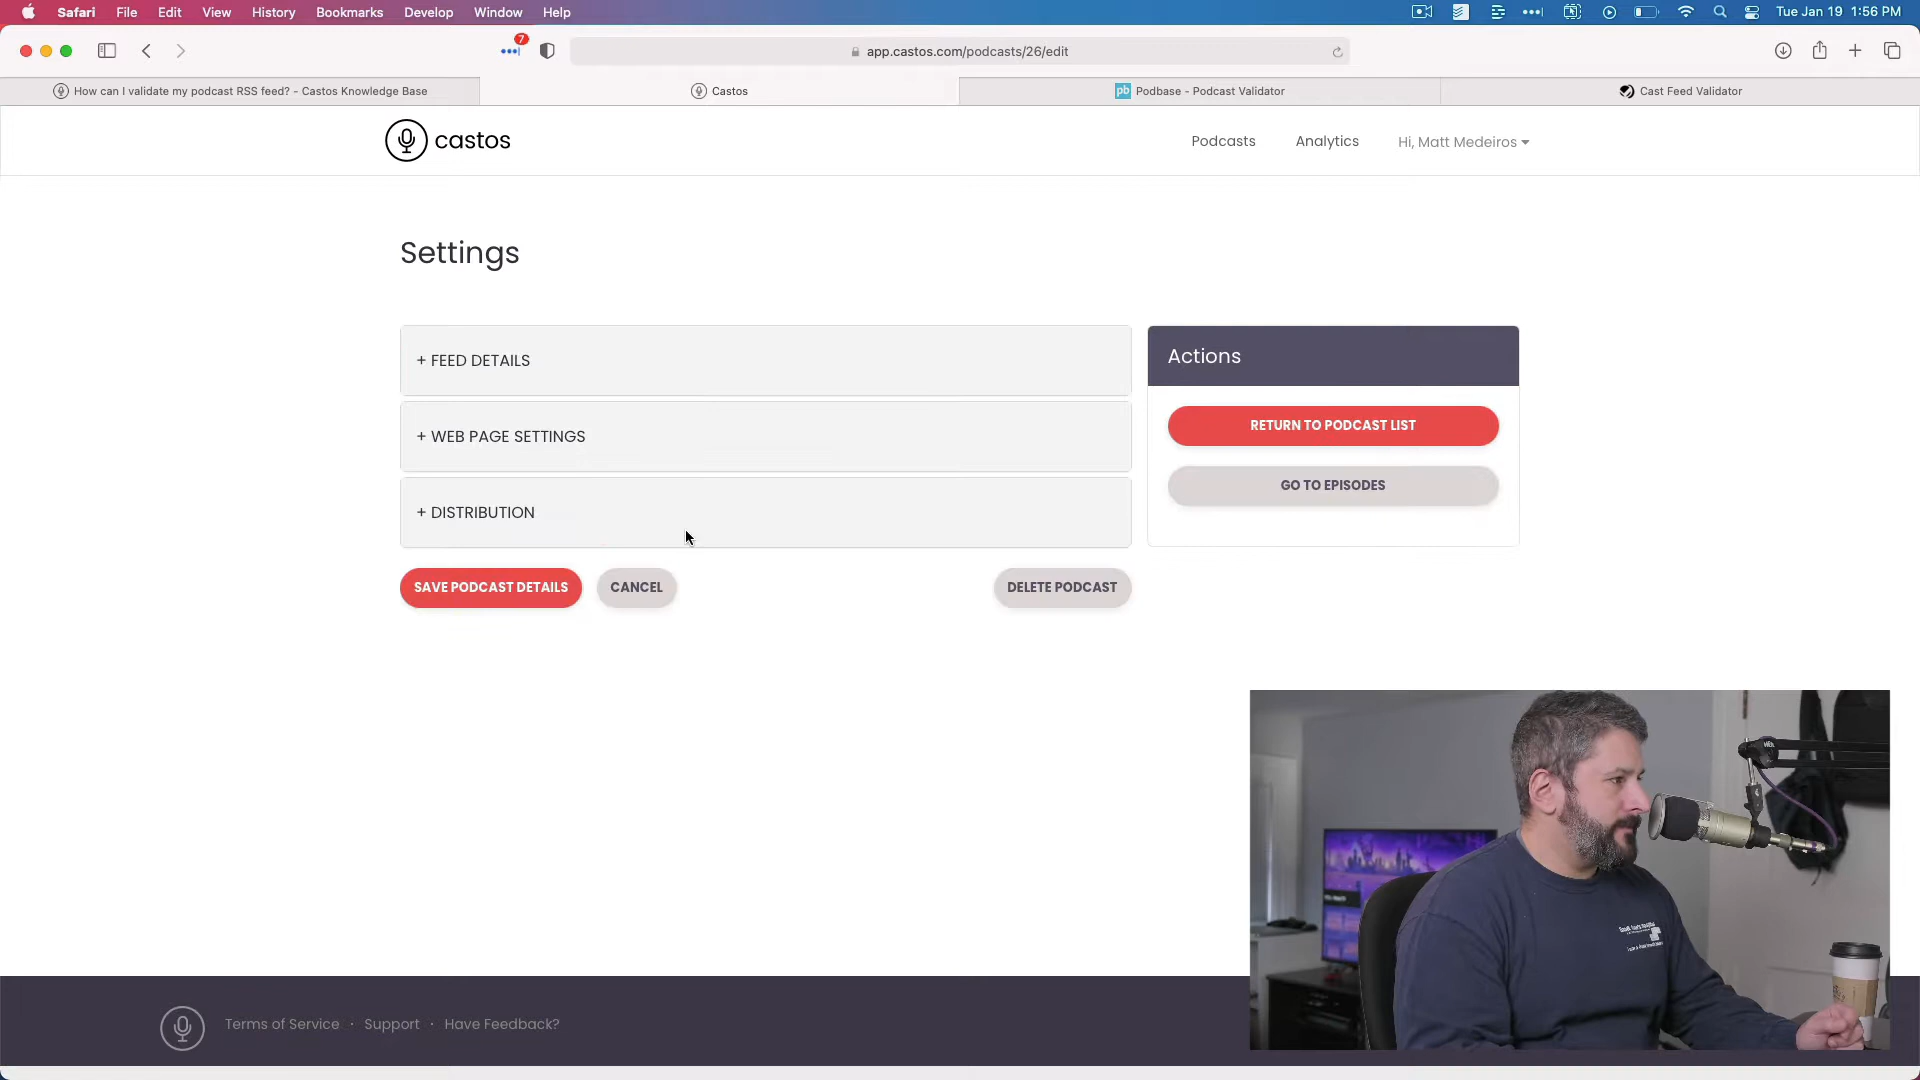 Safari File Edit View History Bookmarks Develop Window Help Tue Jan 19 1:56 PM
7
app.castos.com/podcasts/26/edit
How can I validate my podcast RSS feed? - Castos Knowledge Base
Castos
pb Podbase - Podcast Validator
Cast Feed Validator
castos
Podcasts
Analytics
Hi, Matt Medeiros
Settings
+ FEED DETAILS
+ WEB PAGE SETTINGS
+ DISTRIBUTION
SAVE PODCAST DETAILS
CANCEL
DELETE PODCAST
Actions
RETURN TO PODCAST LIST
GO TO EPISODES
Terms of Service · Support · Have Feedback?